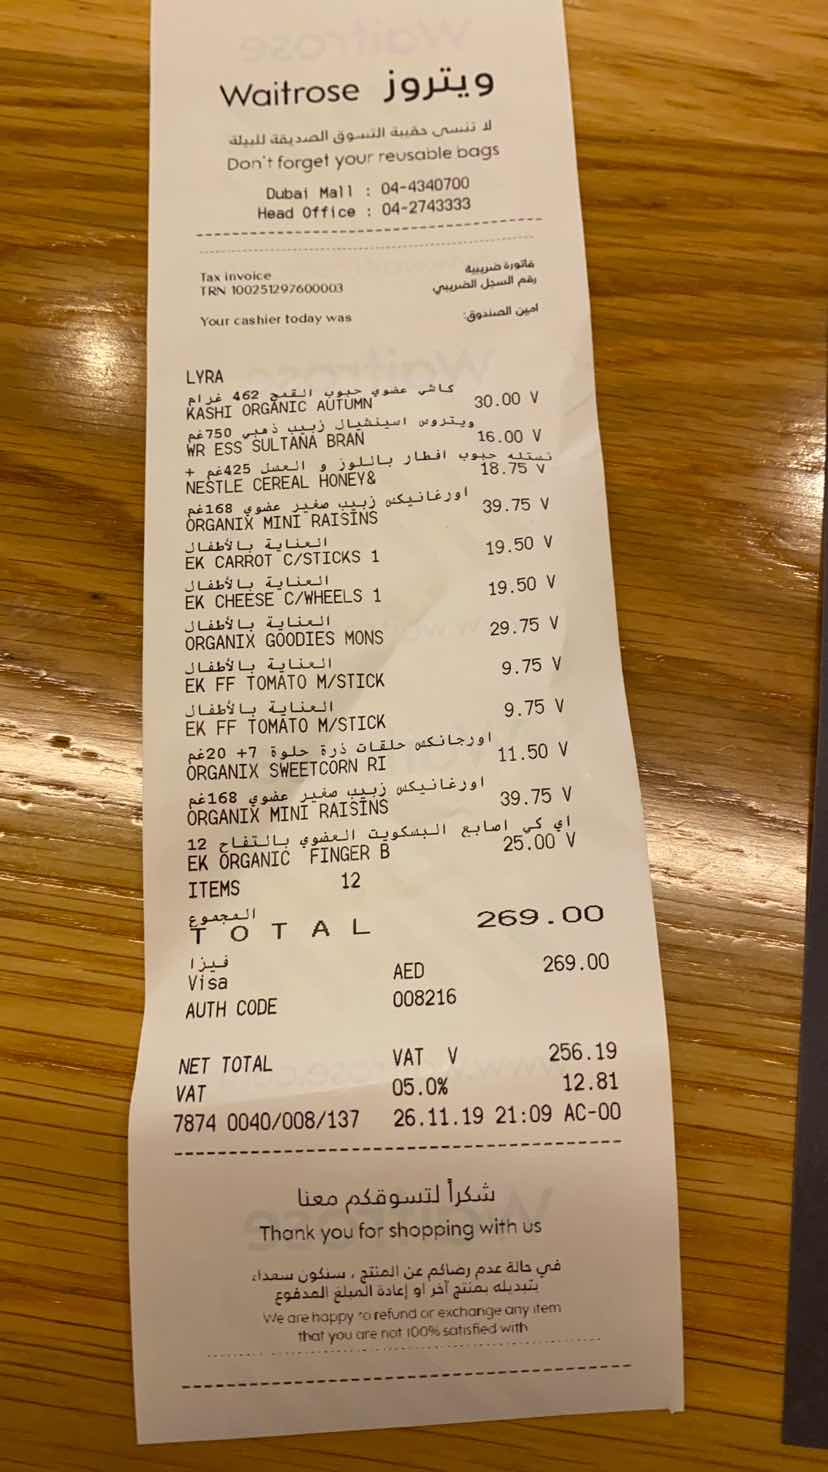 Waitrose ويتروز
لا تنسى حقيبة التسوق الصديقة للبيئة
Don't forget your reusable bags
Dubai Mall : 04-4340700
Head Office : 04-2743333
Tax invoice فاتورة ضريبية
TRN 100251297600003 رقم السجل الضريبي
Your cashier today was امين الصندوق:
LYRA
كاشي عضوي حبوب القمح 462 غرام
KASHI ORGANIC AUTUMN 30.00 V
ويتروس اسينشيال زبيب ذهبي 750غم
WR ESS SULTANA BRAN 16.00 V
نستله حبوب افطار باللوز و العسل 425غم +
NESTLE CEREAL HONEY& 18.75 V
اورغانيكس زبيب صغير عضوي 168غم
ORGANIX MINI RAISINS 39.75 V
العناية بالأطفال
EK CARROT C/STICKS 1 19.50 V
العناية بالأطفال
EK CHEESE C/WHEELS 1 19.50 V
العناية بالأطفال
ORGANIX GOODIES MONS 29.75 V
العناية بالأطفال
EK FF TOMATO M/STICK 9.75 V
العناية بالأطفال
EK FF TOMATO M/STICK 9.75 V
اورجانكس حلقات ذرة حلوة 7+ 20غم
ORGANIX SWEETCORN RI 11.50 V
اورغانيكس زبيب صغير عضوي 168غم
ORGANIX MINI RAISINS 39.75 V
اي كي اصابع البسكويت العضوي بالتفاح 12
EK ORGANIC FINGER B 25.00 V
ITEMS 12
المجموع
TOTAL 269.00
فيزا
Visa AED 269.00
AUTH CODE 008216
NET TOTAL VAT V 256.19
VAT 05.0% 12.81
7874 0040/008/137 26.11.19 21:09 AC-00
شكراً لتسوقكم معنا
Thank you for shopping with us
في حالة عدم رضاكم عن المنتج ، سنكون سعداء
بتبديله بمنتج آخر او إعادة المبلغ المدفوع
We are happy to refund or exchange any item
that you are not 100% satisfied with